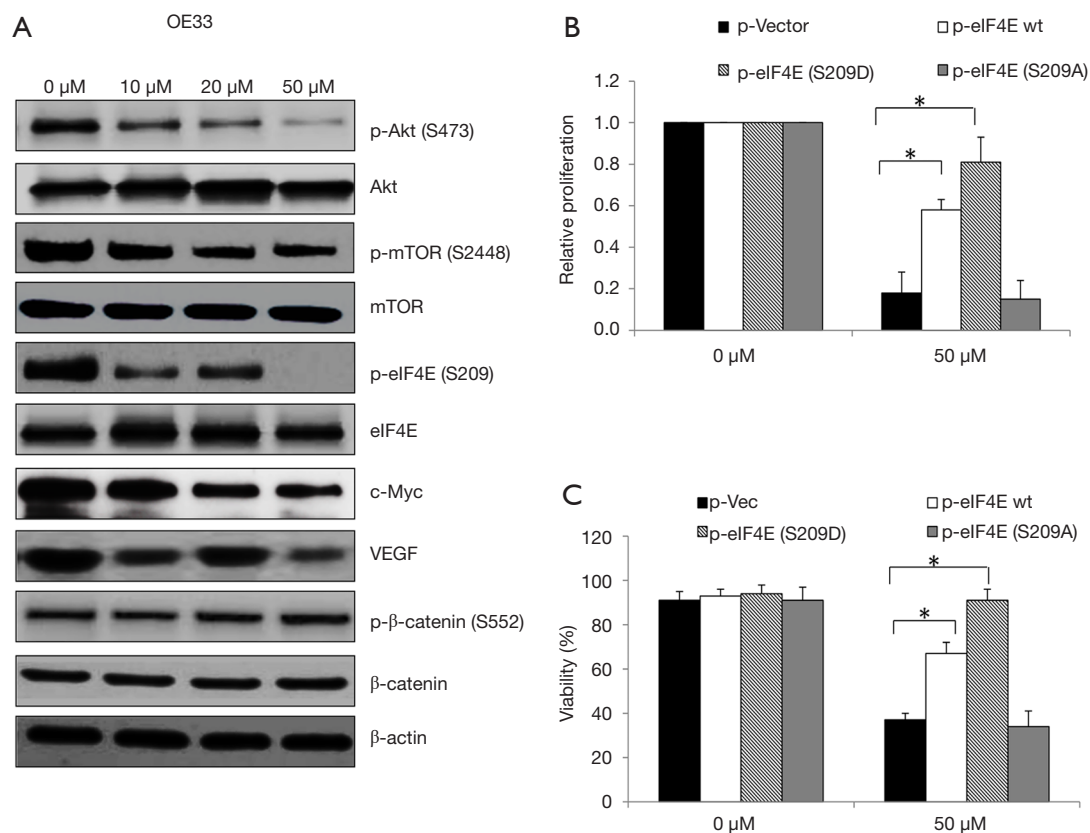 A
OE33
0 μM 10 μM 20 μM 50 μM
p-Akt (S473)
Akt
p-mTOR (S2448)
mTOR
p-eIF4E (S209)
eIF4E
c-Myc
VEGF
p-β-catenin (S552)
β-catenin
β-actin
B
p-Vector p-eIF4E wt
p-eIF4E (S209D) p-eIF4E (S209A)
Relative proliferation
1.2
1.0
0.8
0.6
0.4
0.2
0.0
*
*
0 μM 50 μM
C
p-Vec p-eIF4E wt
p-eIF4E (S209D) p-eIF4E (S209A)
Viability (%)
120
100
80
60
40
20
0
*
*
0 μM 50 μM